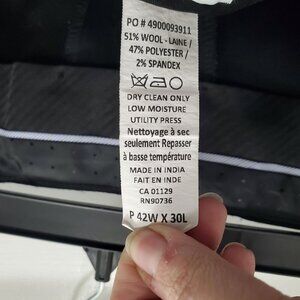 PO # 4900093911
51% WOOL - LAINE /
47% POLYESTER /
2% SPANDEX
DRY CLEAN ONLY
LOW MOISTURE
UTILITY PRESS
Nettoyage à sec
seulement Repasser
à basse température
MADE IN INDIA
FAIT EN INDE
CA 01129
RN90736
P 42W X 30L